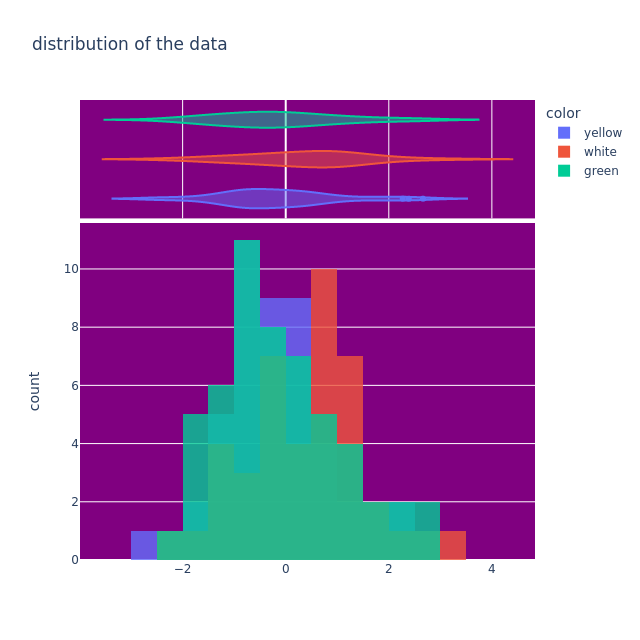 distribution of the data
color
yellow
white
green
count
10
8
6
4
2
0
−2
0
2
4